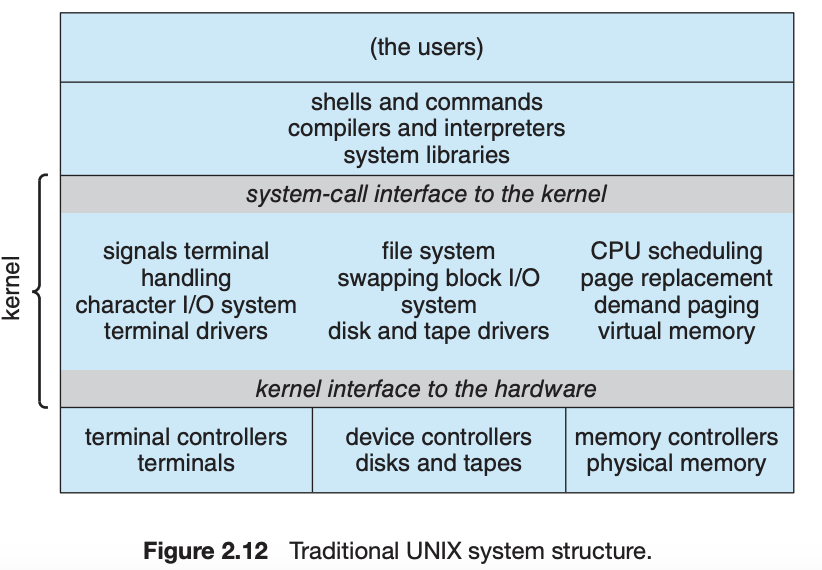 (the users)
shells and commands
compilers and interpreters
system libraries
kernel
system-call interface to the kernel
signals terminal
handling
character I/O system
terminal drivers
file system
swapping block I/O
system
disk and tape drivers
CPU scheduling
page replacement
demand paging
virtual memory
kernel interface to the hardware
terminal controllers
terminals
device controllers
disks and tapes
memory controllers
physical memory
Figure 2.12 Traditional UNIX system structure.